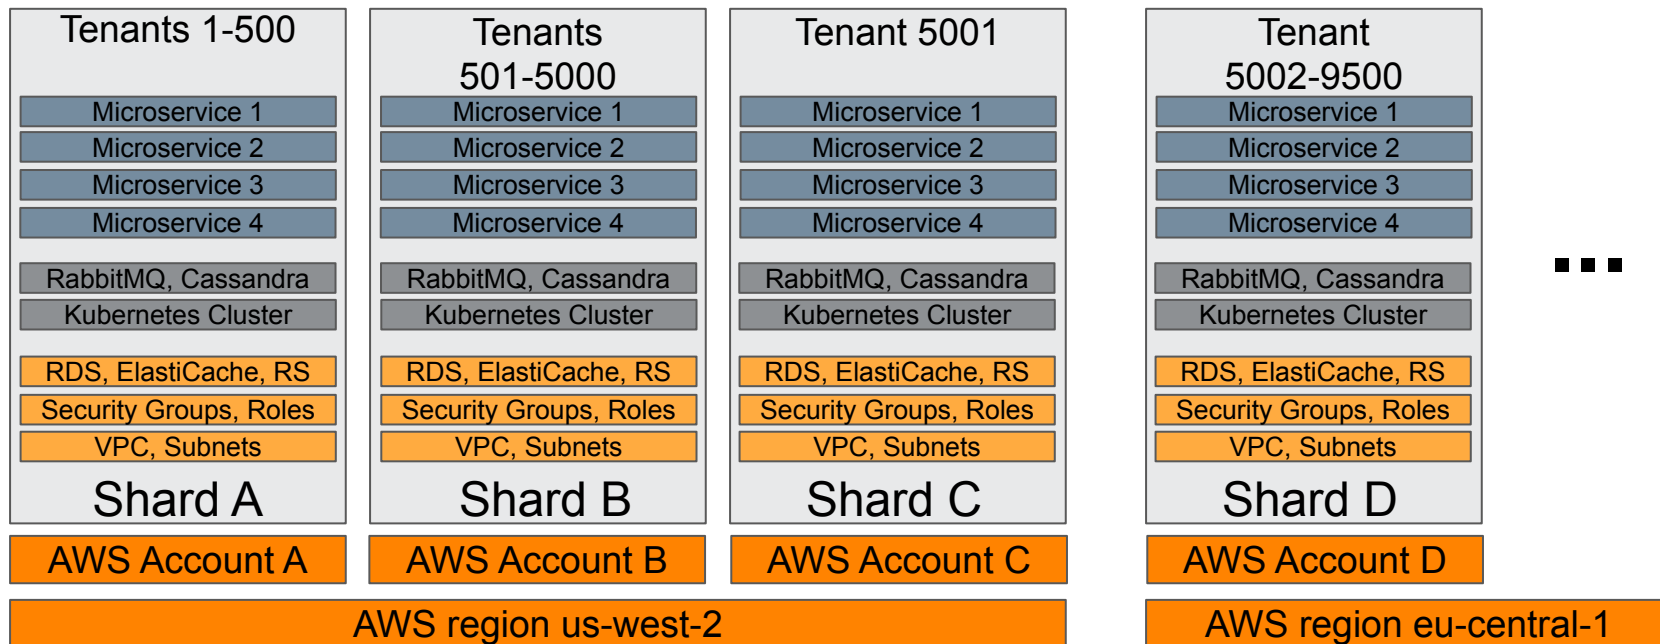 Tenants 1-500
Microservice 1
Microservice 2
Microservice 3
Microservice 4
RabbitMQ, Cassandra
Kubernetes Cluster
RDS, ElastiCache, RS
Security Groups, Roles
VPC, Subnets
Shard A
AWS Account A
Tenants
501-5000
Microservice 1
Microservice 2
Microservice 3
Microservice 4
RabbitMQ, Cassandra
Kubernetes Cluster
RDS, ElastiCache, RS
Security Groups, Roles
VPC, Subnets
Shard B
AWS Account B
Tenant 5001
Microservice 1
Microservice 2
Microservice 3
Microservice 4
RabbitMQ, Cassandra
Kubernetes Cluster
RDS, ElastiCache, RS
Security Groups, Roles
VPC, Subnets
Shard C
AWS Account C
AWS region us-west-2
Tenant
5002-9500
Microservice 1
Microservice 2
Microservice 3
Microservice 4
RabbitMQ, Cassandra
Kubernetes Cluster
RDS, ElastiCache, RS
Security Groups, Roles
VPC, Subnets
Shard D
AWS Account D
AWS region eu-central-1
...